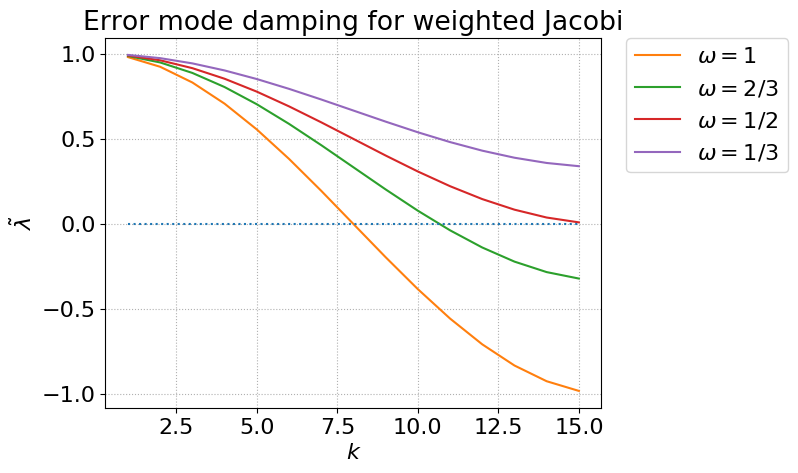 Error mode damping for weighted Jacobi
1.0
0.5
0.0
−0.5
−1.0
λ̃
2.5 5.0 7.5 10.0 12.5 15.0
k
ω = 1
ω = 2/3
ω = 1/2
ω = 1/3